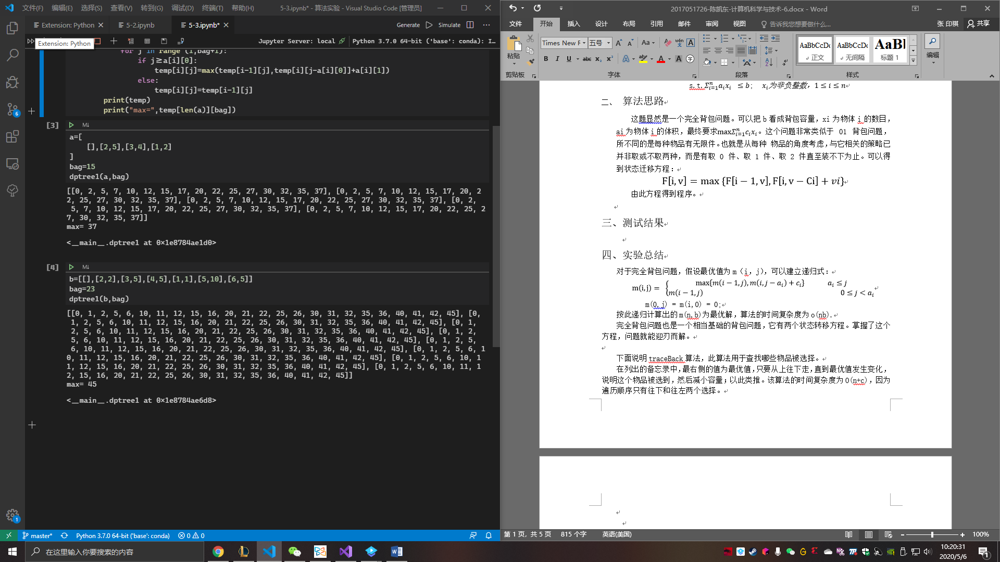 文件(F) 编辑(E) 选择(S) 查看(V) 转到(G) 调试(D) 终端(T) 帮助(H) 5-3.ipynb* - 算法实验 - Visual Studio Code [管理员]
Extension: Python 5-2.ipynb 5-3.ipynb* Generate Simulate
Extension: Python
Jupyter Server: local Python 3.7.0 64-bit ('base': conda): I...
for j in range (1,bag+1):
if j≥a[i][0]:
temp[i][j]=max(temp[i-1][j],temp[i][j-a[i][0]]+a[i][1])
else:
temp[i][j]=temp[i-1][j]
print(temp)
print("max=",temp[len(a)][bag])
[3] M↓
a=[
[],[2,5],[3,4],[1,2]
]
bag=15
dptree1(a,bag)
[[0, 2, 5, 7, 10, 12, 15, 17, 20, 22, 25, 27, 30, 32, 35, 37], [0, 2, 5, 7, 10, 12, 15, 17, 20, 2
2, 25, 27, 30, 32, 35, 37], [0, 2, 5, 7, 10, 12, 15, 17, 20, 22, 25, 27, 30, 32, 35, 37], [0, 2,
5, 7, 10, 12, 15, 17, 20, 22, 25, 27, 30, 32, 35, 37], [0, 2, 5, 7, 10, 12, 15, 17, 20, 22, 25, 2
7, 30, 32, 35, 37]]
max= 37
<__main__.dptree1 at 0×1e8784ae1d0>
[4] M↓
b=[[],[2,2],[3,5],[4,5],[1,1],[5,10],[6,5]]
bag=23
dptree1(b,bag)
[[0, 1, 2, 5, 6, 10, 11, 12, 15, 16, 20, 21, 22, 25, 26, 30, 31, 32, 35, 36, 40, 41, 42, 45], [0,
1, 2, 5, 6, 10, 11, 12, 15, 16, 20, 21, 22, 25, 26, 30, 31, 32, 35, 36, 40, 41, 42, 45], [0, 1,
2, 5, 6, 10, 11, 12, 15, 16, 20, 21, 22, 25, 26, 30, 31, 32, 35, 36, 40, 41, 42, 45], [0, 1, 2,
5, 6, 10, 11, 12, 15, 16, 20, 21, 22, 25, 26, 30, 31, 32, 35, 36, 40, 41, 42, 45], [0, 1, 2, 5,
6, 10, 11, 12, 15, 16, 20, 21, 22, 25, 26, 30, 31, 32, 35, 36, 40, 41, 42, 45], [0, 1, 2, 5, 6, 1
0, 11, 12, 15, 16, 20, 21, 22, 25, 26, 30, 31, 32, 35, 36, 40, 41, 42, 45], [0, 1, 2, 5, 6, 10, 1
1, 12, 15, 16, 20, 21, 22, 25, 26, 30, 31, 32, 35, 36, 40, 41, 42, 45], [0, 1, 2, 5, 6, 10, 11, 1
2, 15, 16, 20, 21, 22, 25, 26, 30, 31, 32, 35, 36, 40, 41, 42, 45]]
max= 45
<__main__.dptree1 at 0×1e8784ae6d8>
6
1
master* Python 3.7.0 64-bit ('base': conda) 0 0
2017051726-陈凯东-计算机科学与技术-6.docx - Word
文件 开始 插入 设计 布局 引用 邮件 审阅 视图 告诉我您想要做什么... 张 印祺 共享
粘贴 Times New F 五号 Aa wén 文 A
B I U abc x₂ x² A A 字
AaBbCcDc AaBbCcDc AaBl
正文 无间隔 标题 1 编辑
剪贴板 字体 段落 样式
s.t.Σⁿᵢ₌₁aᵢxᵢ ≤ b； xᵢ为非负整数，1 ≤ i ≤ n
二、 算法思路
这题显然是一个完全背包问题。可以把 b 看成背包容量，xi 为物体 i 的数目，
ai 为物体 i 的体积，最终要求maxΣⁿᵢ₌₁cᵢxᵢ。这个问题非常类似于 01 背包问题，
所不同的是每种物品有无限件。也就是从每种 物品的角度考虑，与它相关的策略已
并非取或不取两种，而是有取 0 件、取 1 件、取 2 件直至装不下为止。可以得
到状态迁移方程：
F[i, v] = max {F[i − 1, v], F[i, v − Ci] + vi}
由此方程得到程序。
三、测试结果
四、实验总结
对于完全背包问题，假设最优值为 m（i，j），可以建立递归式：
m(i,j) = { max{m(i−1,j), m(i,j−aᵢ)+cᵢ} aᵢ ≤ j
m(i−1,j) 0 ≤ j < aᵢ
m(0,j) = m(i,0) = 0;
按此递归计算出的 m(n,b)为最优解，算法的时间复杂度为 o(nb).
完全背包问题也是一个相当基础的背包问题，它有两个状态转移方程。掌握了这个
方程，问题就能迎刃而解。
下面说明 traceBack 算法，此算法用于查找哪些物品被选择。
在列出的备忘录中，最右侧的值为最优值，只要从上往下走，直到最优值发生变化，
说明这个物品被选到，然后减小容量；以此类推。该算法的时间复杂度为 O(n+c)，因为
遍历顺序只有往下和往左两个选择。
第 1 页，共 5 页 815 个字 英语(美国) 100%
在这里输入你要搜索的内容
10:20:31
2020/5/6
1